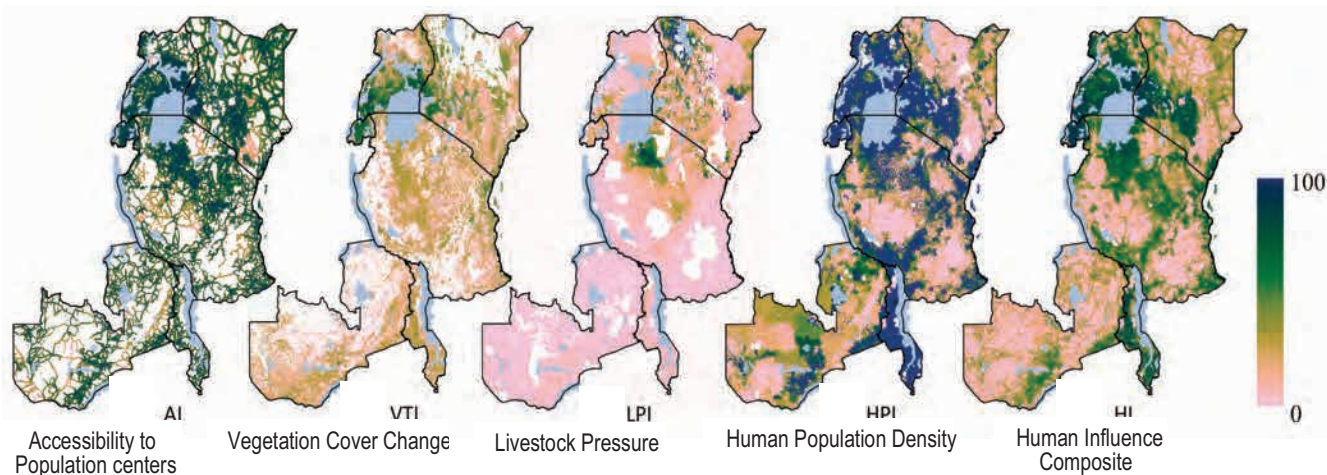 100
0
AI
VTI
LPI
HPI
HI
Accessibility to
Population centers
Vegetation Cover Change
Livestock Pressure
Human Population Density
Human Influence
Composite